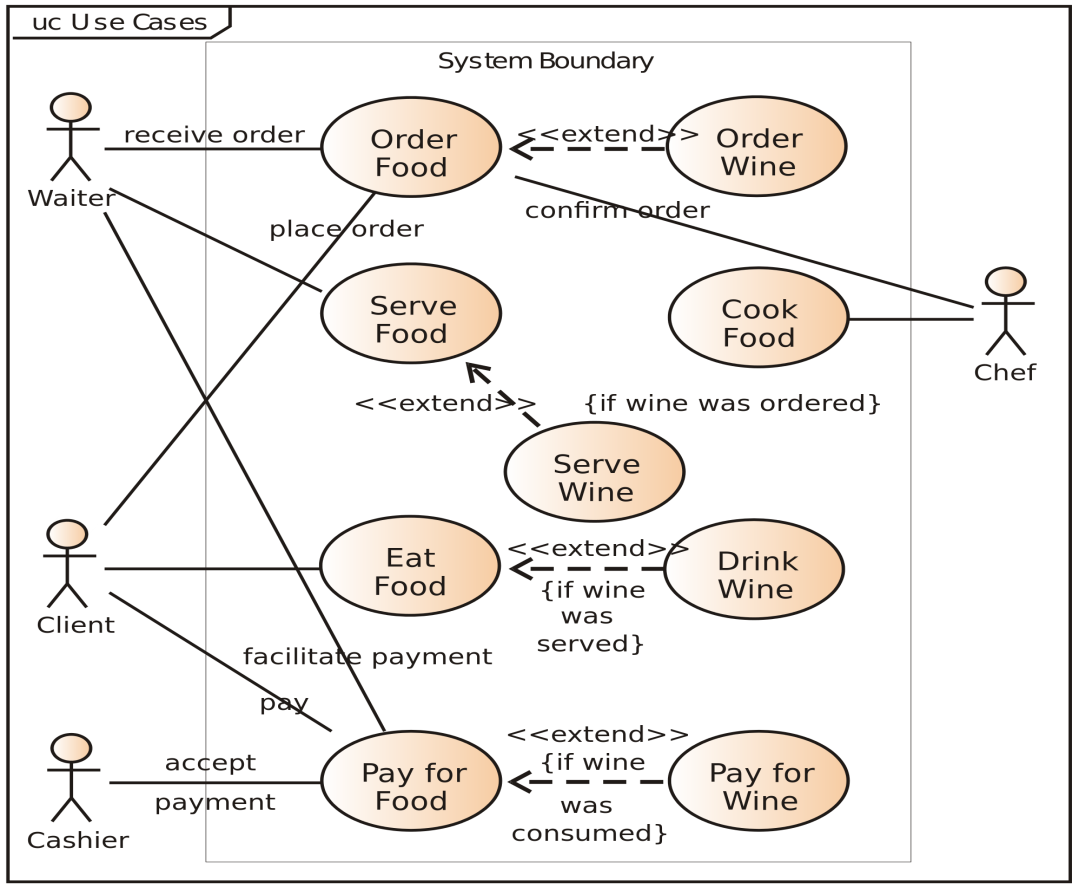 uc Use Cases
System Boundary
receive order
Order
Food
<<extend>>
Order
Wine
Waiter
place order
confirm order
Serve
Food
Cook
Food
Chef
<<extend>>
{if wine was ordered}
Serve
Wine
Client
Eat
Food
<<extend>>
{if wine
was
served}
Drink
Wine
facilitate payment
pay
accept
payment
Cashier
Pay for
Food
<<extend>>
{if wine
was
consumed}
Pay for
Wine